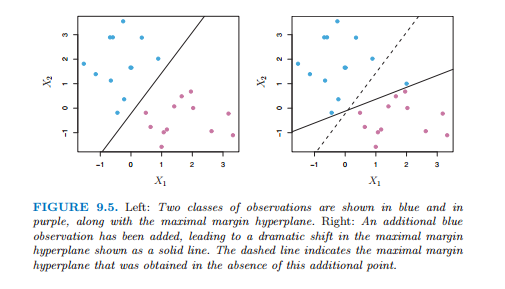 3
2
1
0
−1
X2
−1 0 1 2 3
X1
3
2
1
0
−1
X2
−1 0 1 2 3
X1
FIGURE 9.5. Left: Two classes of observations are shown in blue and in
purple, along with the maximal margin hyperplane. Right: An additional blue
observation has been added, leading to a dramatic shift in the maximal margin
hyperplane shown as a solid line. The dashed line indicates the maximal margin
hyperplane that was obtained in the absence of this additional point.